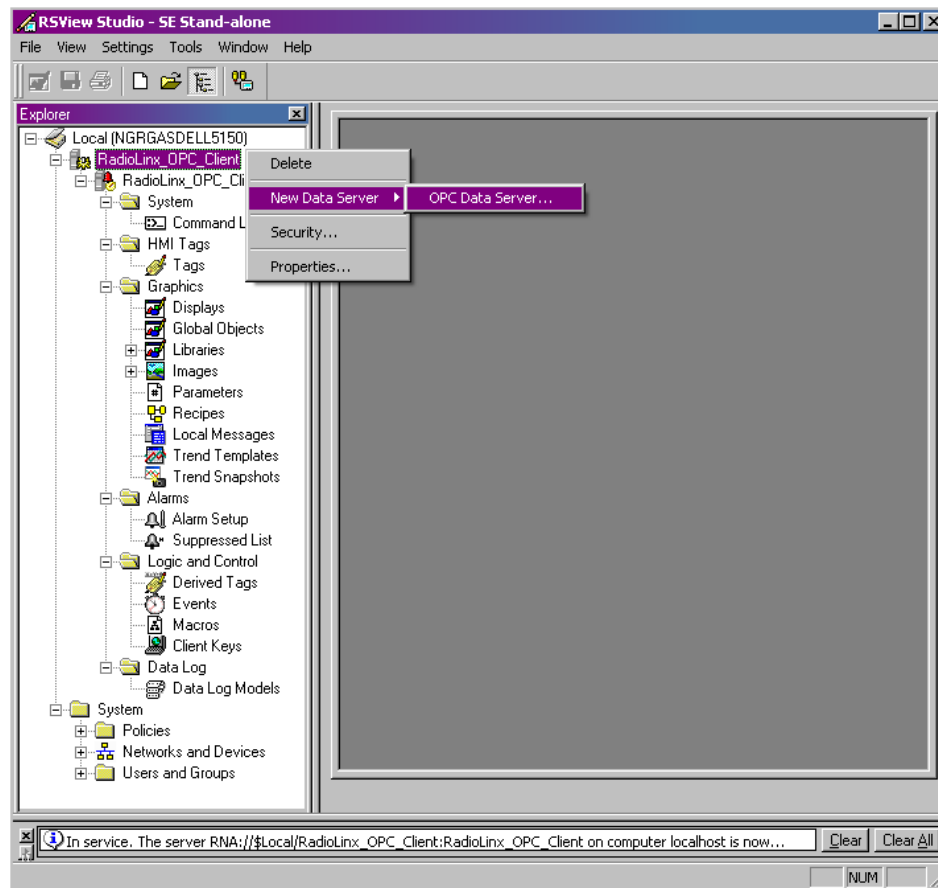 RSView Studio - SE Stand-alone
File View Settings Tools Window Help
Explorer
Local (NGRGASDELL5150)
RadioLinx_OPC_Client
Delete
RadioLinx_OPC_Cli
New Data Server
OPC Data Server...
System
Command L
Security...
HMI Tags
Tags
Properties...
Graphics
Displays
Global Objects
Libraries
Images
Parameters
Recipes
Local Messages
Trend Templates
Trend Snapshots
Alarms
Alarm Setup
Suppressed List
Logic and Control
Derived Tags
Events
Macros
Client Keys
Data Log
Data Log Models
System
Policies
Networks and Devices
Users and Groups
In service. The server RNA://$Local/RadioLinx_OPC_Client:RadioLinx_OPC_Client on computer localhost is now...
Clear
Clear All
NUM